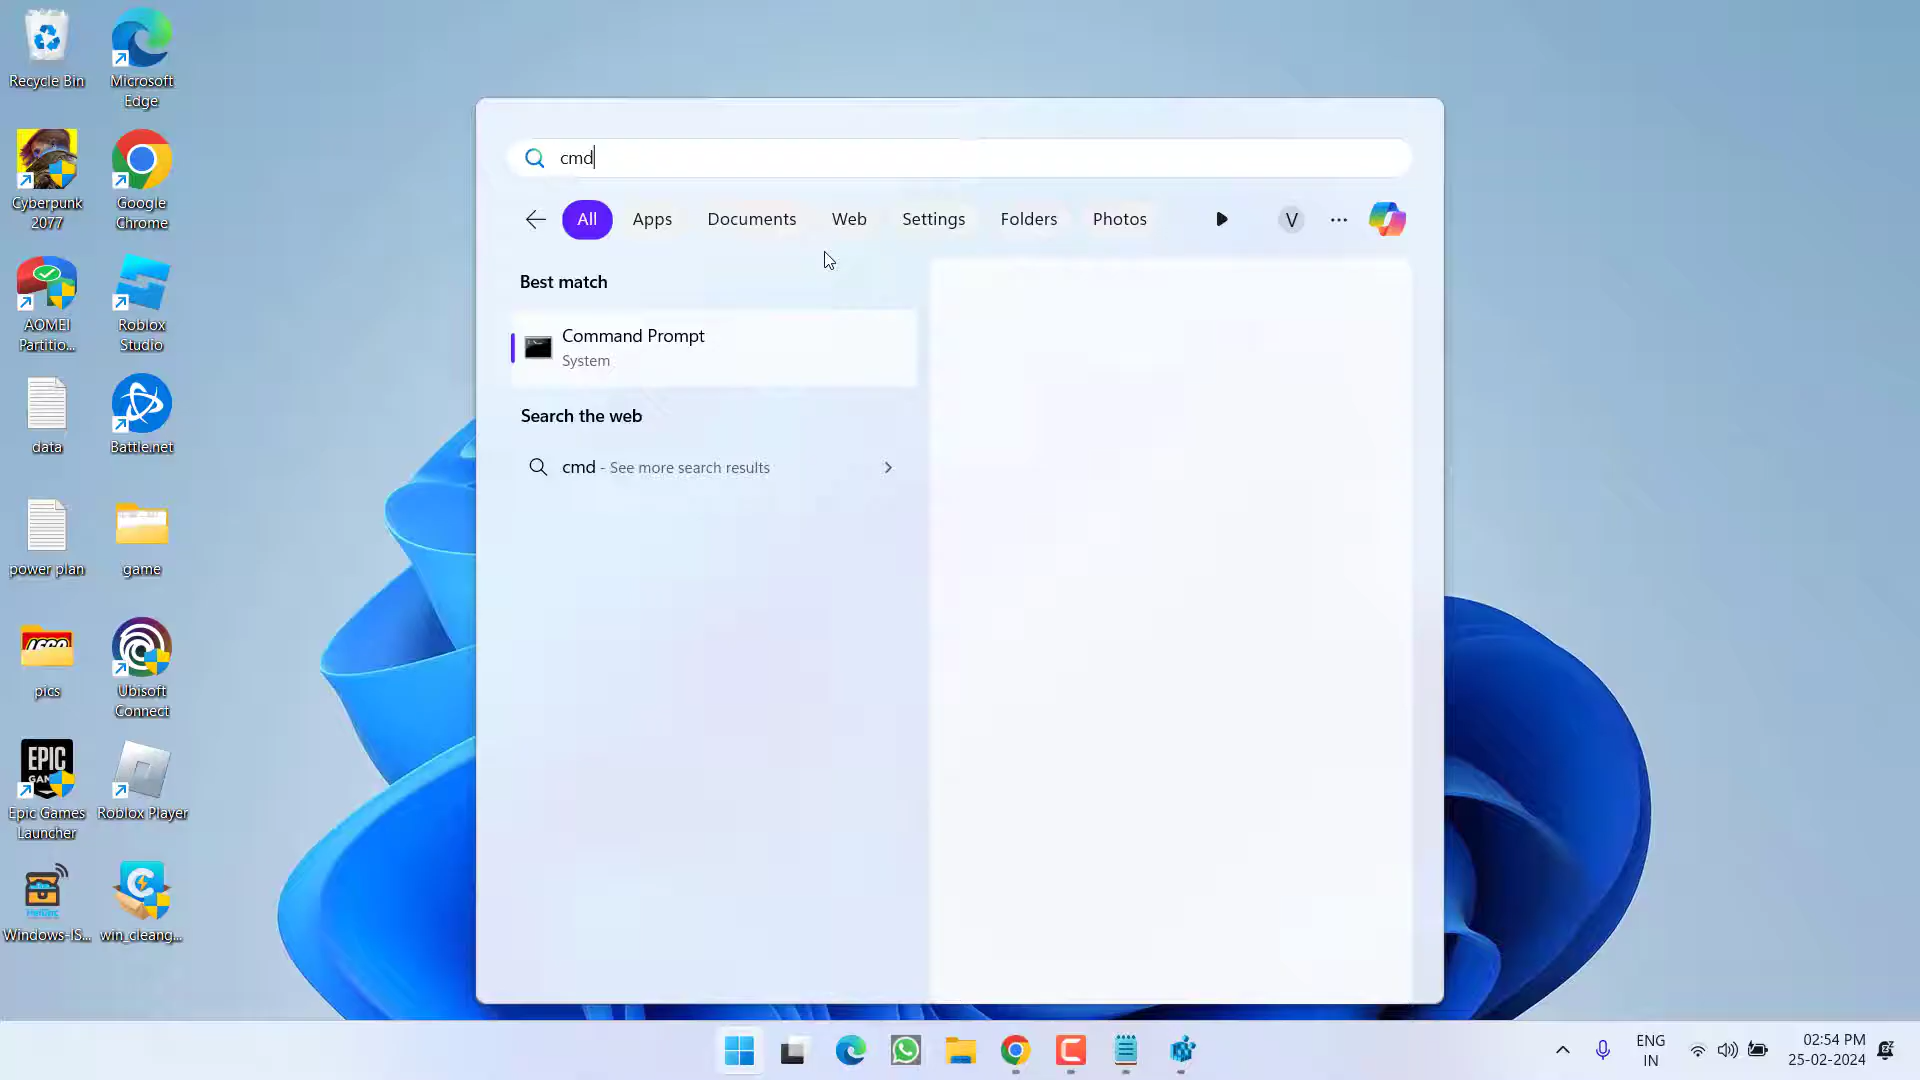 Recycle Bin
Microsoft
Edge
Cyberpunk
2077
Google
Chrome
AOMEI
Partitio...
Roblox
Studio
data
Battle.net
power plan
game
LEGO
pics
Ubisoft
Connect
EPIC
Epic Games
Launcher
Roblox Player
Windows-IS...
win_cleang...
cmd
All
Apps
Documents
Web
Settings
Folders
Photos
V
Best match
Command Prompt
System
Search the web
cmd - See more search results
ENG
IN
02:54 PM
25-02-2024